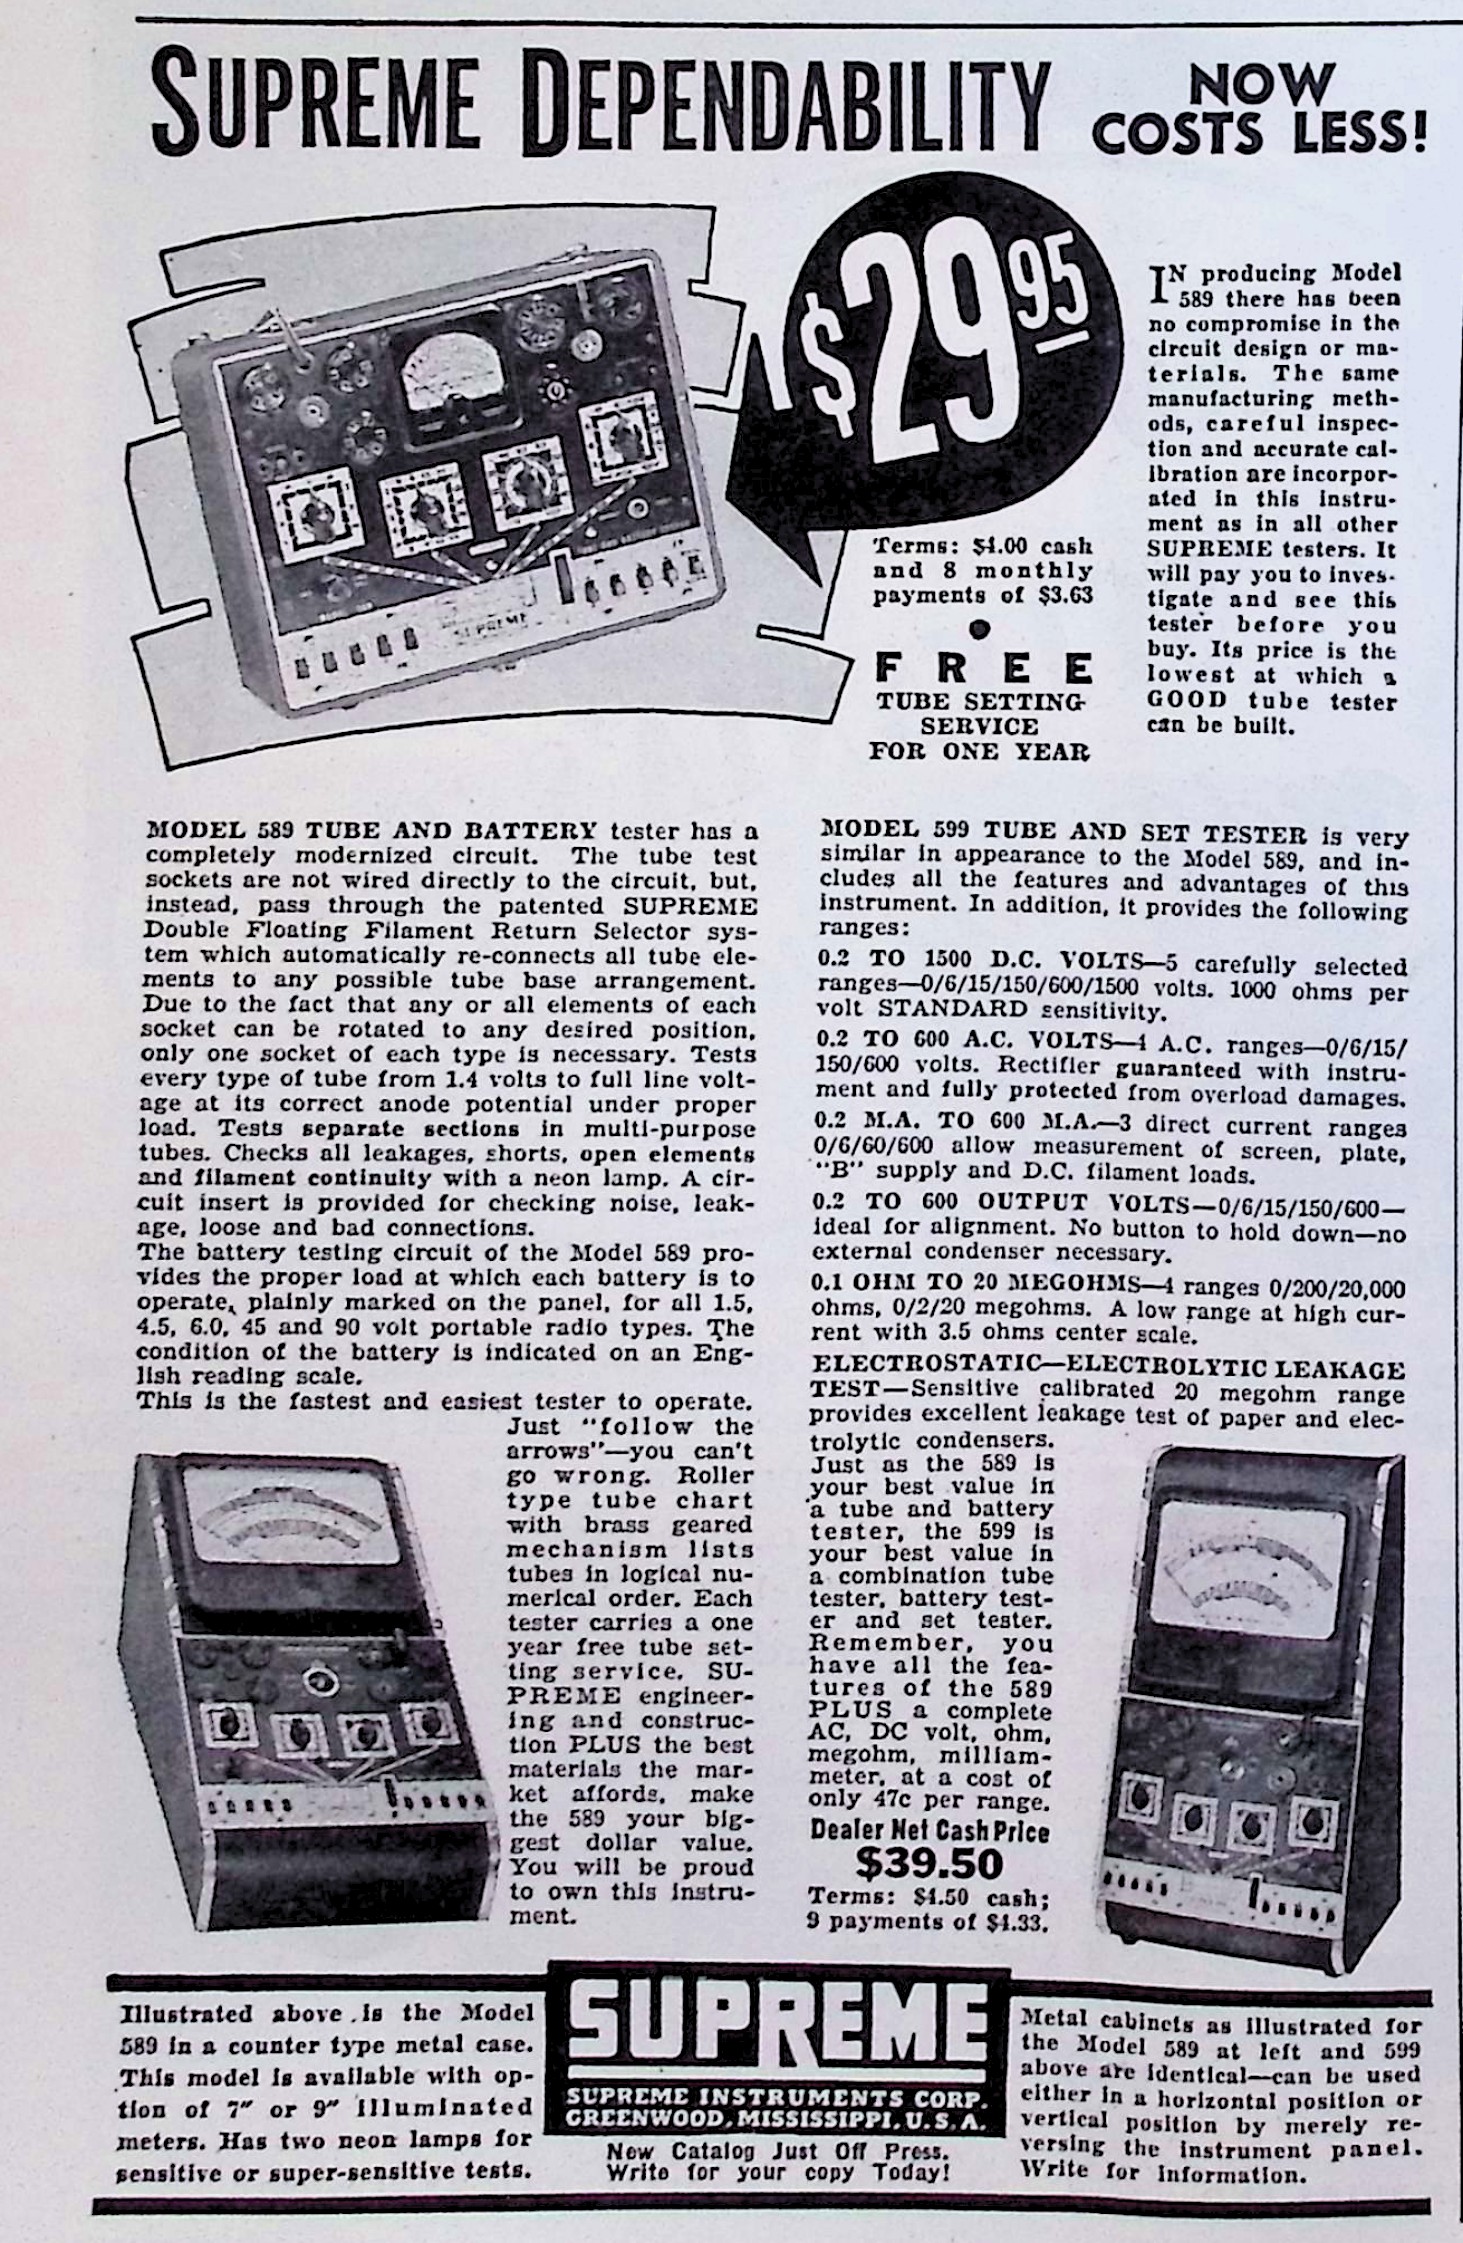 SUPREME DEPENDABILITY
NOW
COSTS LESS!
$29.95
Terms: $4.00 cash
and 8 monthly
payments of $3.63
FREE
TUBE SETTING
SERVICE
FOR ONE YEAR
IN producing Model
589 there has been
no compromise in the
circuit design or ma-
terials. The same
manufacturing meth-
ods, careful inspec-
tion and accurate cal-
ibration are incorpor-
ated in this instru-
ment as in all other
SUPREME testers. It
will pay you to inves-
tigate and see this
tester before you
buy. Its price is the
lowest at which a
GOOD tube tester
can be built.
SUPREME
MODEL 589 TUBE AND BATTERY tester has a
completely modernized circuit. The tube test
sockets are not wired directly to the circuit, but,
instead, pass through the patented SUPREME
Double Floating Filament Return Selector sys-
tem which automatically re-connects all tube ele-
ments to any possible tube base arrangement.
Due to the fact that any or all elements of each
socket can be rotated to any desired position,
only one socket of each type is necessary. Tests
every type of tube from 1.4 volts to full line volt-
age at its correct anode potential under proper
load. Tests separate sections in multi-purpose
tubes. Checks all leakages, shorts, open elements
and filament continuity with a neon lamp. A cir-
cuit insert is provided for checking noise, leak-
age, loose and bad connections.
The battery testing circuit of the Model 589 pro-
vides the proper load at which each battery is to
operate, plainly marked on the panel, for all 1.5,
4.5, 6.0, 45 and 90 volt portable radio types. The
condition of the battery is indicated on an Eng-
lish reading scale.
This is the fastest and easiest tester to operate.
Just "follow the
arrows"—you can't
go wrong. Roller
type tube chart
with brass geared
mechanism lists
tubes in logical nu-
merical order. Each
tester carries a one
year free tube set-
ting service. SU-
PREME engineer-
ing and construc-
tion PLUS the best
materials the mar-
ket affords, make
the 589 your big-
gest dollar value.
You will be proud
to own this instru-
ment.
MODEL 599 TUBE AND SET TESTER is very
similar in appearance to the Model 589, and in-
cludes all the features and advantages of this
instrument. In addition, it provides the following
ranges:
0.2 TO 1500 D.C. VOLTS—5 carefully selected
ranges—0/6/15/150/600/1500 volts. 1000 ohms per
volt STANDARD sensitivity.
0.2 TO 600 A.C. VOLTS—4 A.C. ranges—0/6/15/
150/600 volts. Rectifier guaranteed with instru-
ment and fully protected from overload damages.
0.2 M.A. TO 600 M.A.—3 direct current ranges
0/6/60/600 allow measurement of screen, plate,
"B" supply and D.C. filament loads.
0.2 TO 600 OUTPUT VOLTS—0/6/15/150/600—
ideal for alignment. No button to hold down—no
external condenser necessary.
0.1 OHM TO 20 MEGOHMS—4 ranges 0/200/20,000
ohms, 0/2/20 megohms. A low range at high cur-
rent with 3.5 ohms center scale.
ELECTROSTATIC—ELECTROLYTIC LEAKAGE
TEST—Sensitive calibrated 20 megohm range
provides excellent leakage test of paper and elec-
trolytic condensers.
Just as the 589 is
your best value in
a tube and battery
tester, the 599 is
your best value in
a combination tube
tester, battery test-
er and set tester.
Remember, you
have all the fea-
tures of the 589
PLUS a complete
AC, DC volt, ohm,
megohm, milliam-
meter, at a cost of
only 47c per range.
Dealer Net Cash Price
$39.50
Terms: $4.50 cash;
9 payments of $4.33.
Illustrated above is the Model
589 in a counter type metal case.
This model is available with op-
tion of 7" or 9" illuminated
meters. Has two neon lamps for
sensitive or super-sensitive tests.
SUPREME
SUPREME INSTRUMENTS CORP.
GREENWOOD, MISSISSIPPI, U.S.A.
New Catalog Just Off Press.
Write for your copy Today!
Metal cabinets as illustrated for
the Model 589 at left and 599
above are identical—can be used
either in a horizontal position or
vertical position by merely re-
versing the instrument panel.
Write for information.